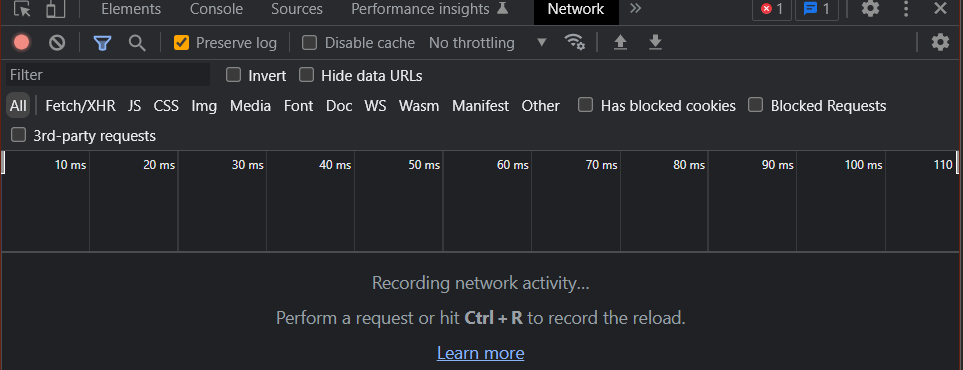 Elements Console Sources Performance insights Network » 1 1
Preserve log Disable cache No throttling
Filter Invert Hide data URLs
All Fetch/XHR JS CSS Img Media Font Doc WS Wasm Manifest Other Has blocked cookies Blocked Requests
3rd-party requests
10 ms 20 ms 30 ms 40 ms 50 ms 60 ms 70 ms 80 ms 90 ms 100 ms 110
Recording network activity…
Perform a request or hit Ctrl + R to record the reload.
Learn more